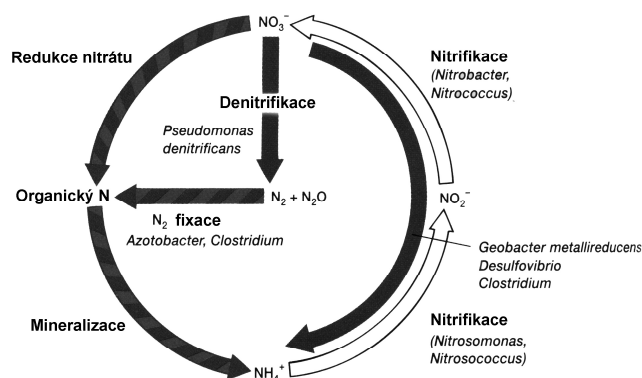 NO₃⁻
Redukce nitrátu
Nitrifikace
(Nitrobacter,
Nitrococcus)
Denitrifikace
Pseudomonas
denitrificans
Organický N
N₂ + N₂O
NO₂⁻
N₂ fixace
Azotobacter, Clostridium
Geobacter metallireducens
Desulfovibrio
Clostridium
Mineralizace
Nitrifikace
(Nitrosomonas,
Nitrosococcus)
NH₄⁺